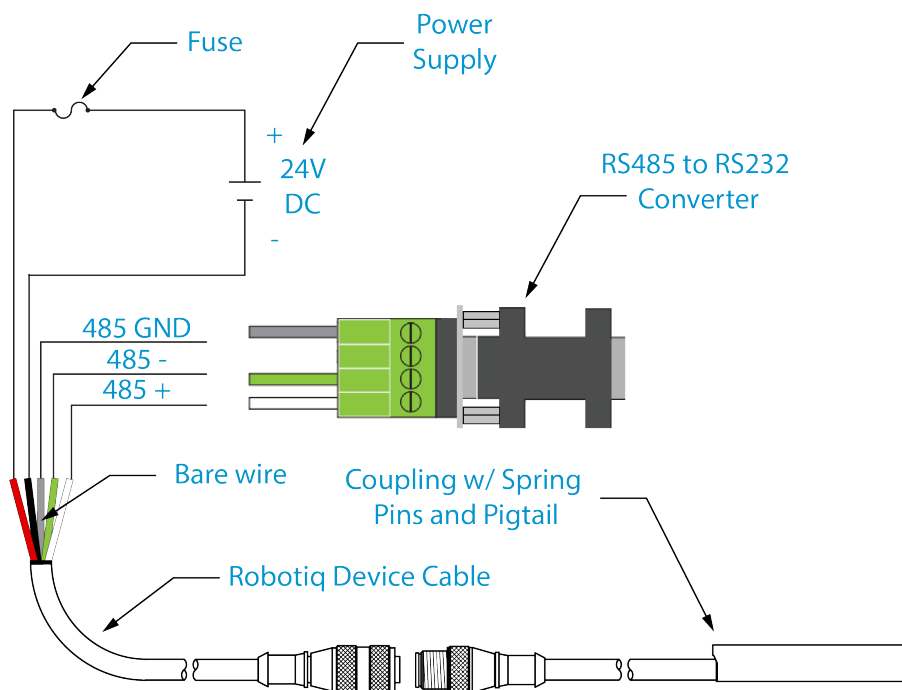 Fuse
Power
Supply
+
24V
DC
-
RS485 to RS232
Converter
485 GND
485 -
485 +
Bare wire
Coupling w/ Spring
Pins and Pigtail
Robotiq Device Cable